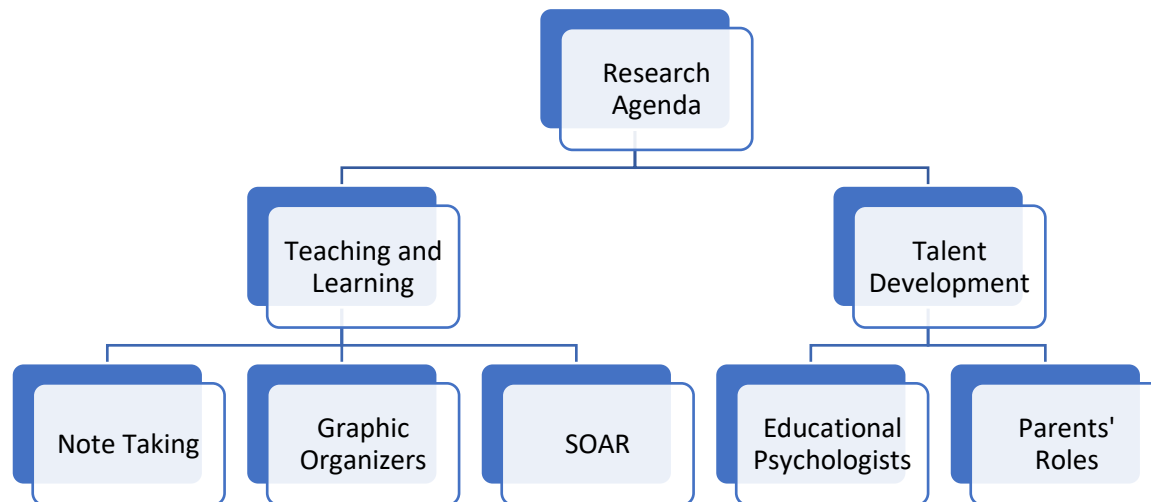 Research
Agenda
Teaching and
Learning
Talent
Development
Note Taking
Graphic
Organizers
SOAR
Educational
Psychologists
Parents'
Roles